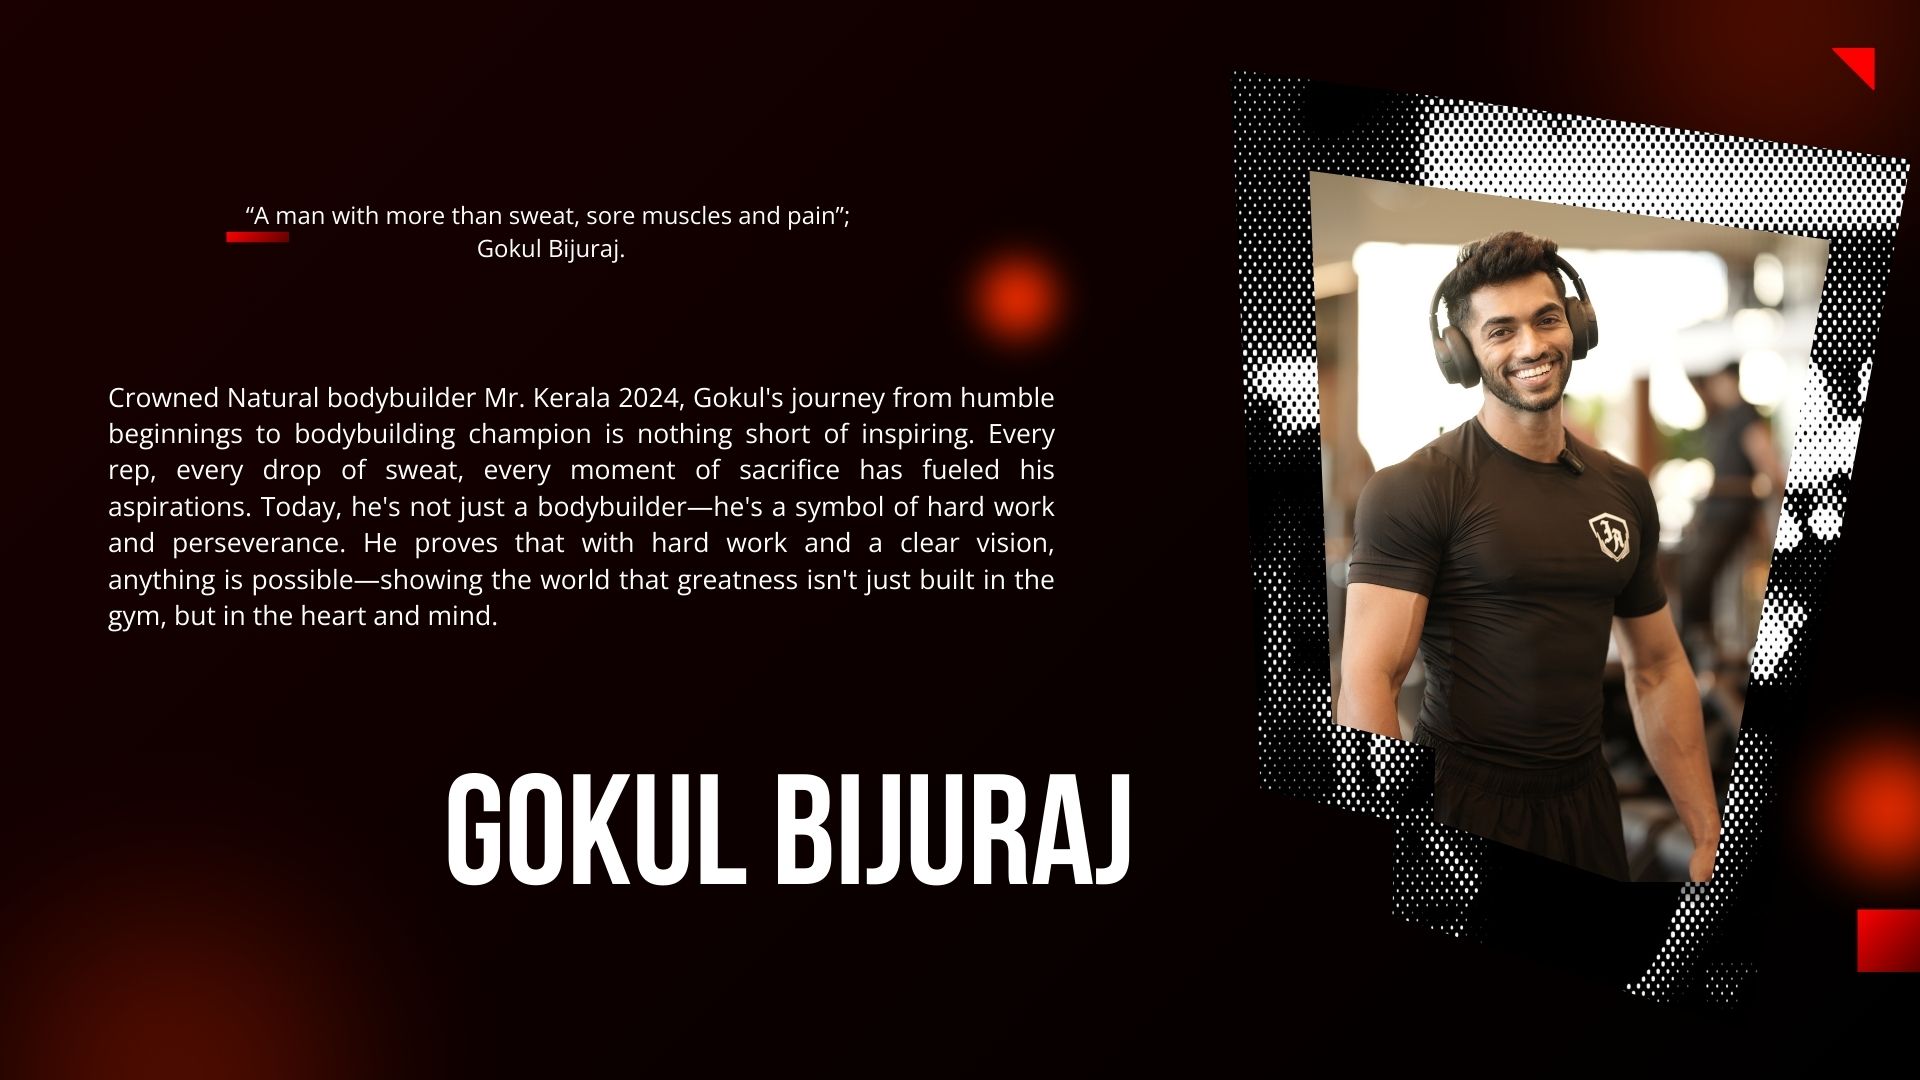 “A man with more than sweat, sore muscles and pain”;
Gokul Bijuraj.
Crowned Natural bodybuilder Mr. Kerala 2024, Gokul's journey from humble
beginnings to bodybuilding champion is nothing short of inspiring. Every
rep, every drop of sweat, every moment of sacrifice has fueled his
aspirations. Today, he's not just a bodybuilder—he's a symbol of hard work
and perseverance. He proves that with hard work and a clear vision,
anything is possible—showing the world that greatness isn't just built in the
gym, but in the heart and mind.
GOKUL BIJURAJ